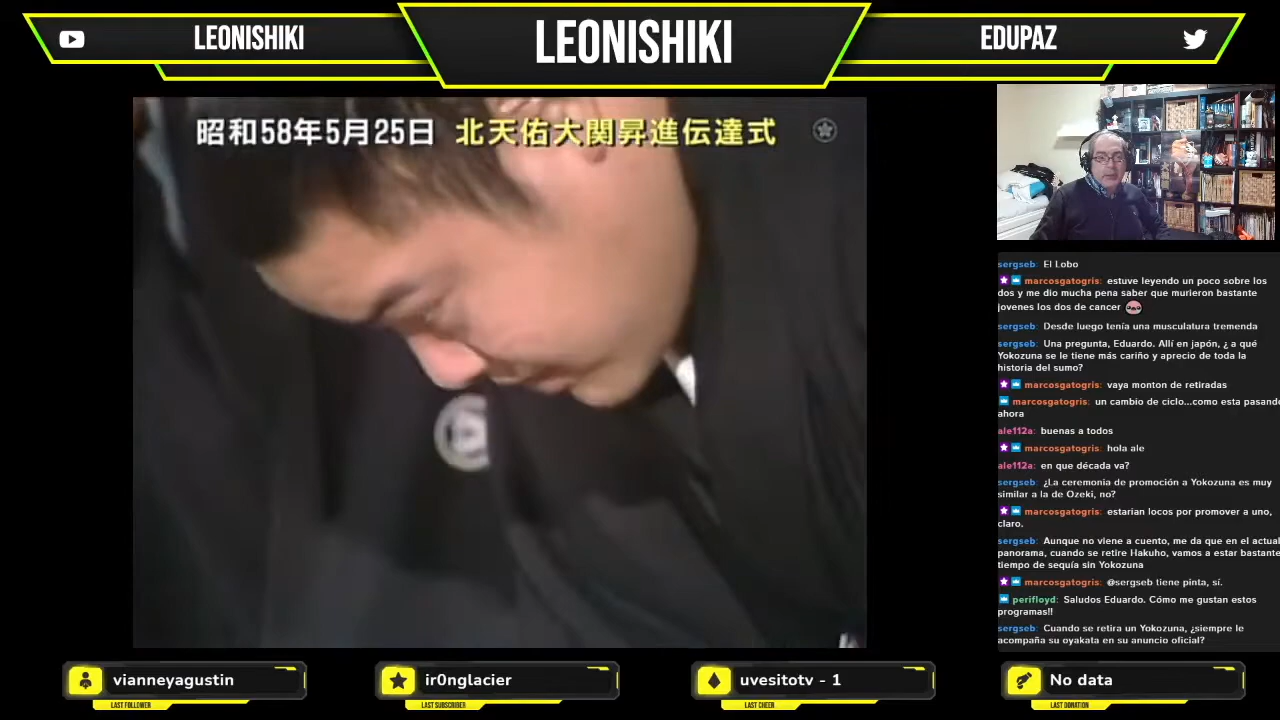 LEONISHIKI
LEONISHIKI
EDUPAZ
昭和58年5月25日 北天佑大関昇進伝達式
sergseb: El Lobo
marcosgatogris: estuve leyendo un poco sobre los
dos y me dio mucha pena saber que murieron bastante
jovenes los dos de cancer
sergseb: Desde luego tenía una musculatura tremenda
sergseb: Una pregunta, Eduardo. Allí en japón, ¿ a qué
Yokozuna se le tiene más cariño y aprecio de toda la
historia del sumo?
marcosgatogris: vaya monton de retiradas
marcosgatogris: un cambio de ciclo...como esta pasando
ahora
ale112a: buenas a todos
marcosgatogris: hola ale
ale112a: en que década va?
sergseb: ¿La ceremonia de promoción a Yokozuna es muy
similar a la de Ozeki, no?
marcosgatogris: estarian locos por promover a uno,
claro.
sergseb: Aunque no viene a cuento, me da que en el actual
panorama, cuando se retire Hakuho, vamos a estar bastante
tiempo de sequía sin Yokozuna
marcosgatogris: @sergseb tiene pinta, sí.
perifloyd: Saludos Eduardo. Cómo me gustan estos
programas!!
sergseb: Cuando se retira un Yokozuna, ¿siempre le
acompaña su oyakata en su anuncio oficial?
vianneyagustin
LAST FOLLOWER
ir0nglacier
LAST SUBSCRIBER
uvesitotv - 1
LAST CHEER
No data
LAST DONATION